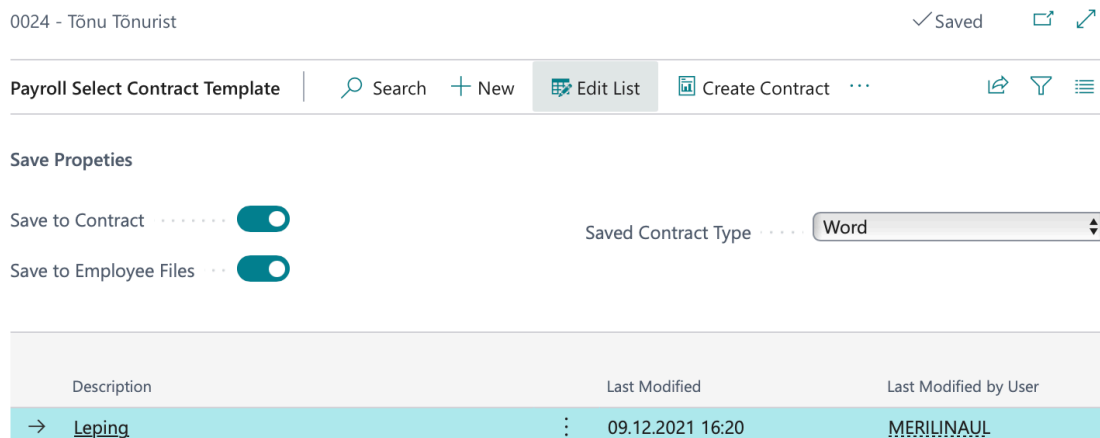 0024 - Tõnu Tõnurist
Saved
Payroll Select Contract Template
Search
New
Edit List
Create Contract
Save Propeties
Save to Contract
Saved Contract Type
Word
Save to Employee Files
Description
Last Modified
Last Modified by User
Leping
09.12.2021 16:20
MERILINAUL